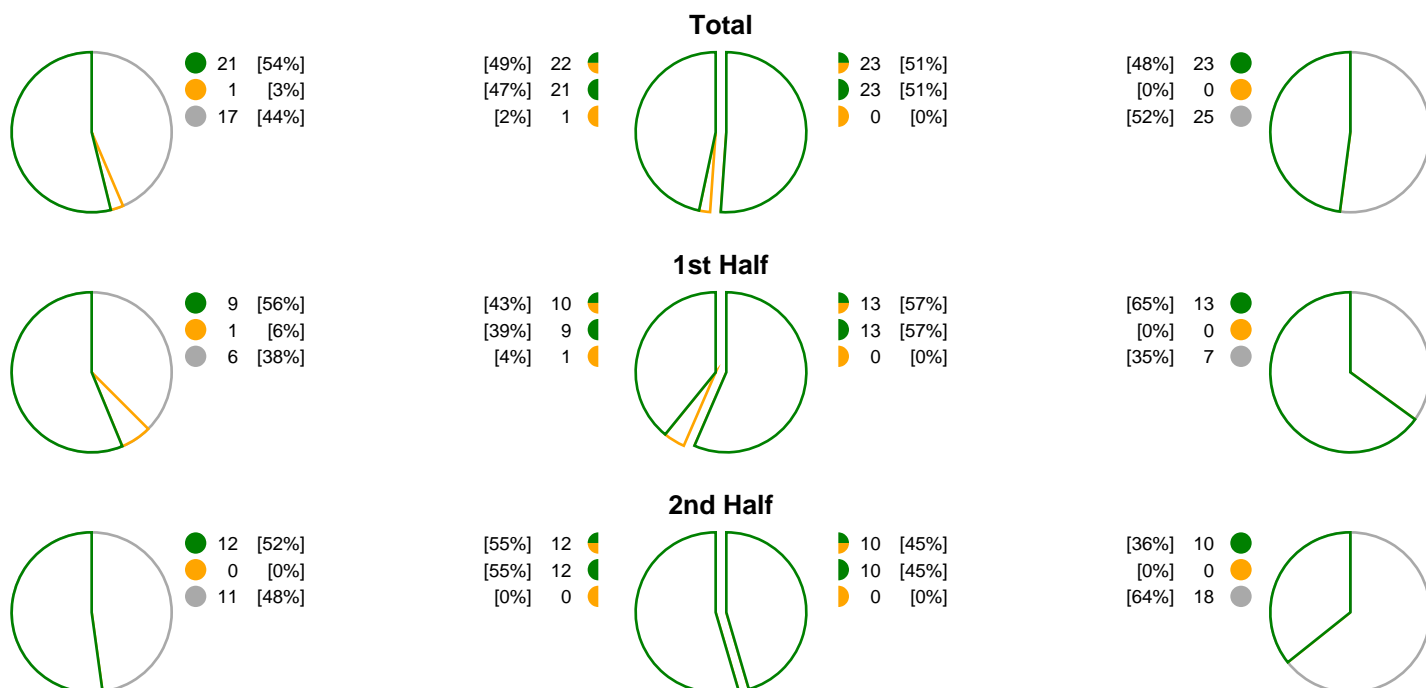 Total
21 [54%] [49%] 22 23 [51%] [48%] 23
1 [3%] [47%] 21 23 [51%] [0%] 0
17 [44%] [2%] 1 0 [0%] [52%] 25
1st Half
9 [56%] [43%] 10 13 [57%] [65%] 13
1 [6%] [39%] 9 13 [57%] [0%] 0
6 [38%] [4%] 1 0 [0%] [35%] 7
2nd Half
12 [52%] [55%] 12 10 [45%] [36%] 10
0 [0%] [55%] 12 10 [45%] [0%] 0
11 [48%] [0%] 0 0 [0%] [64%] 18